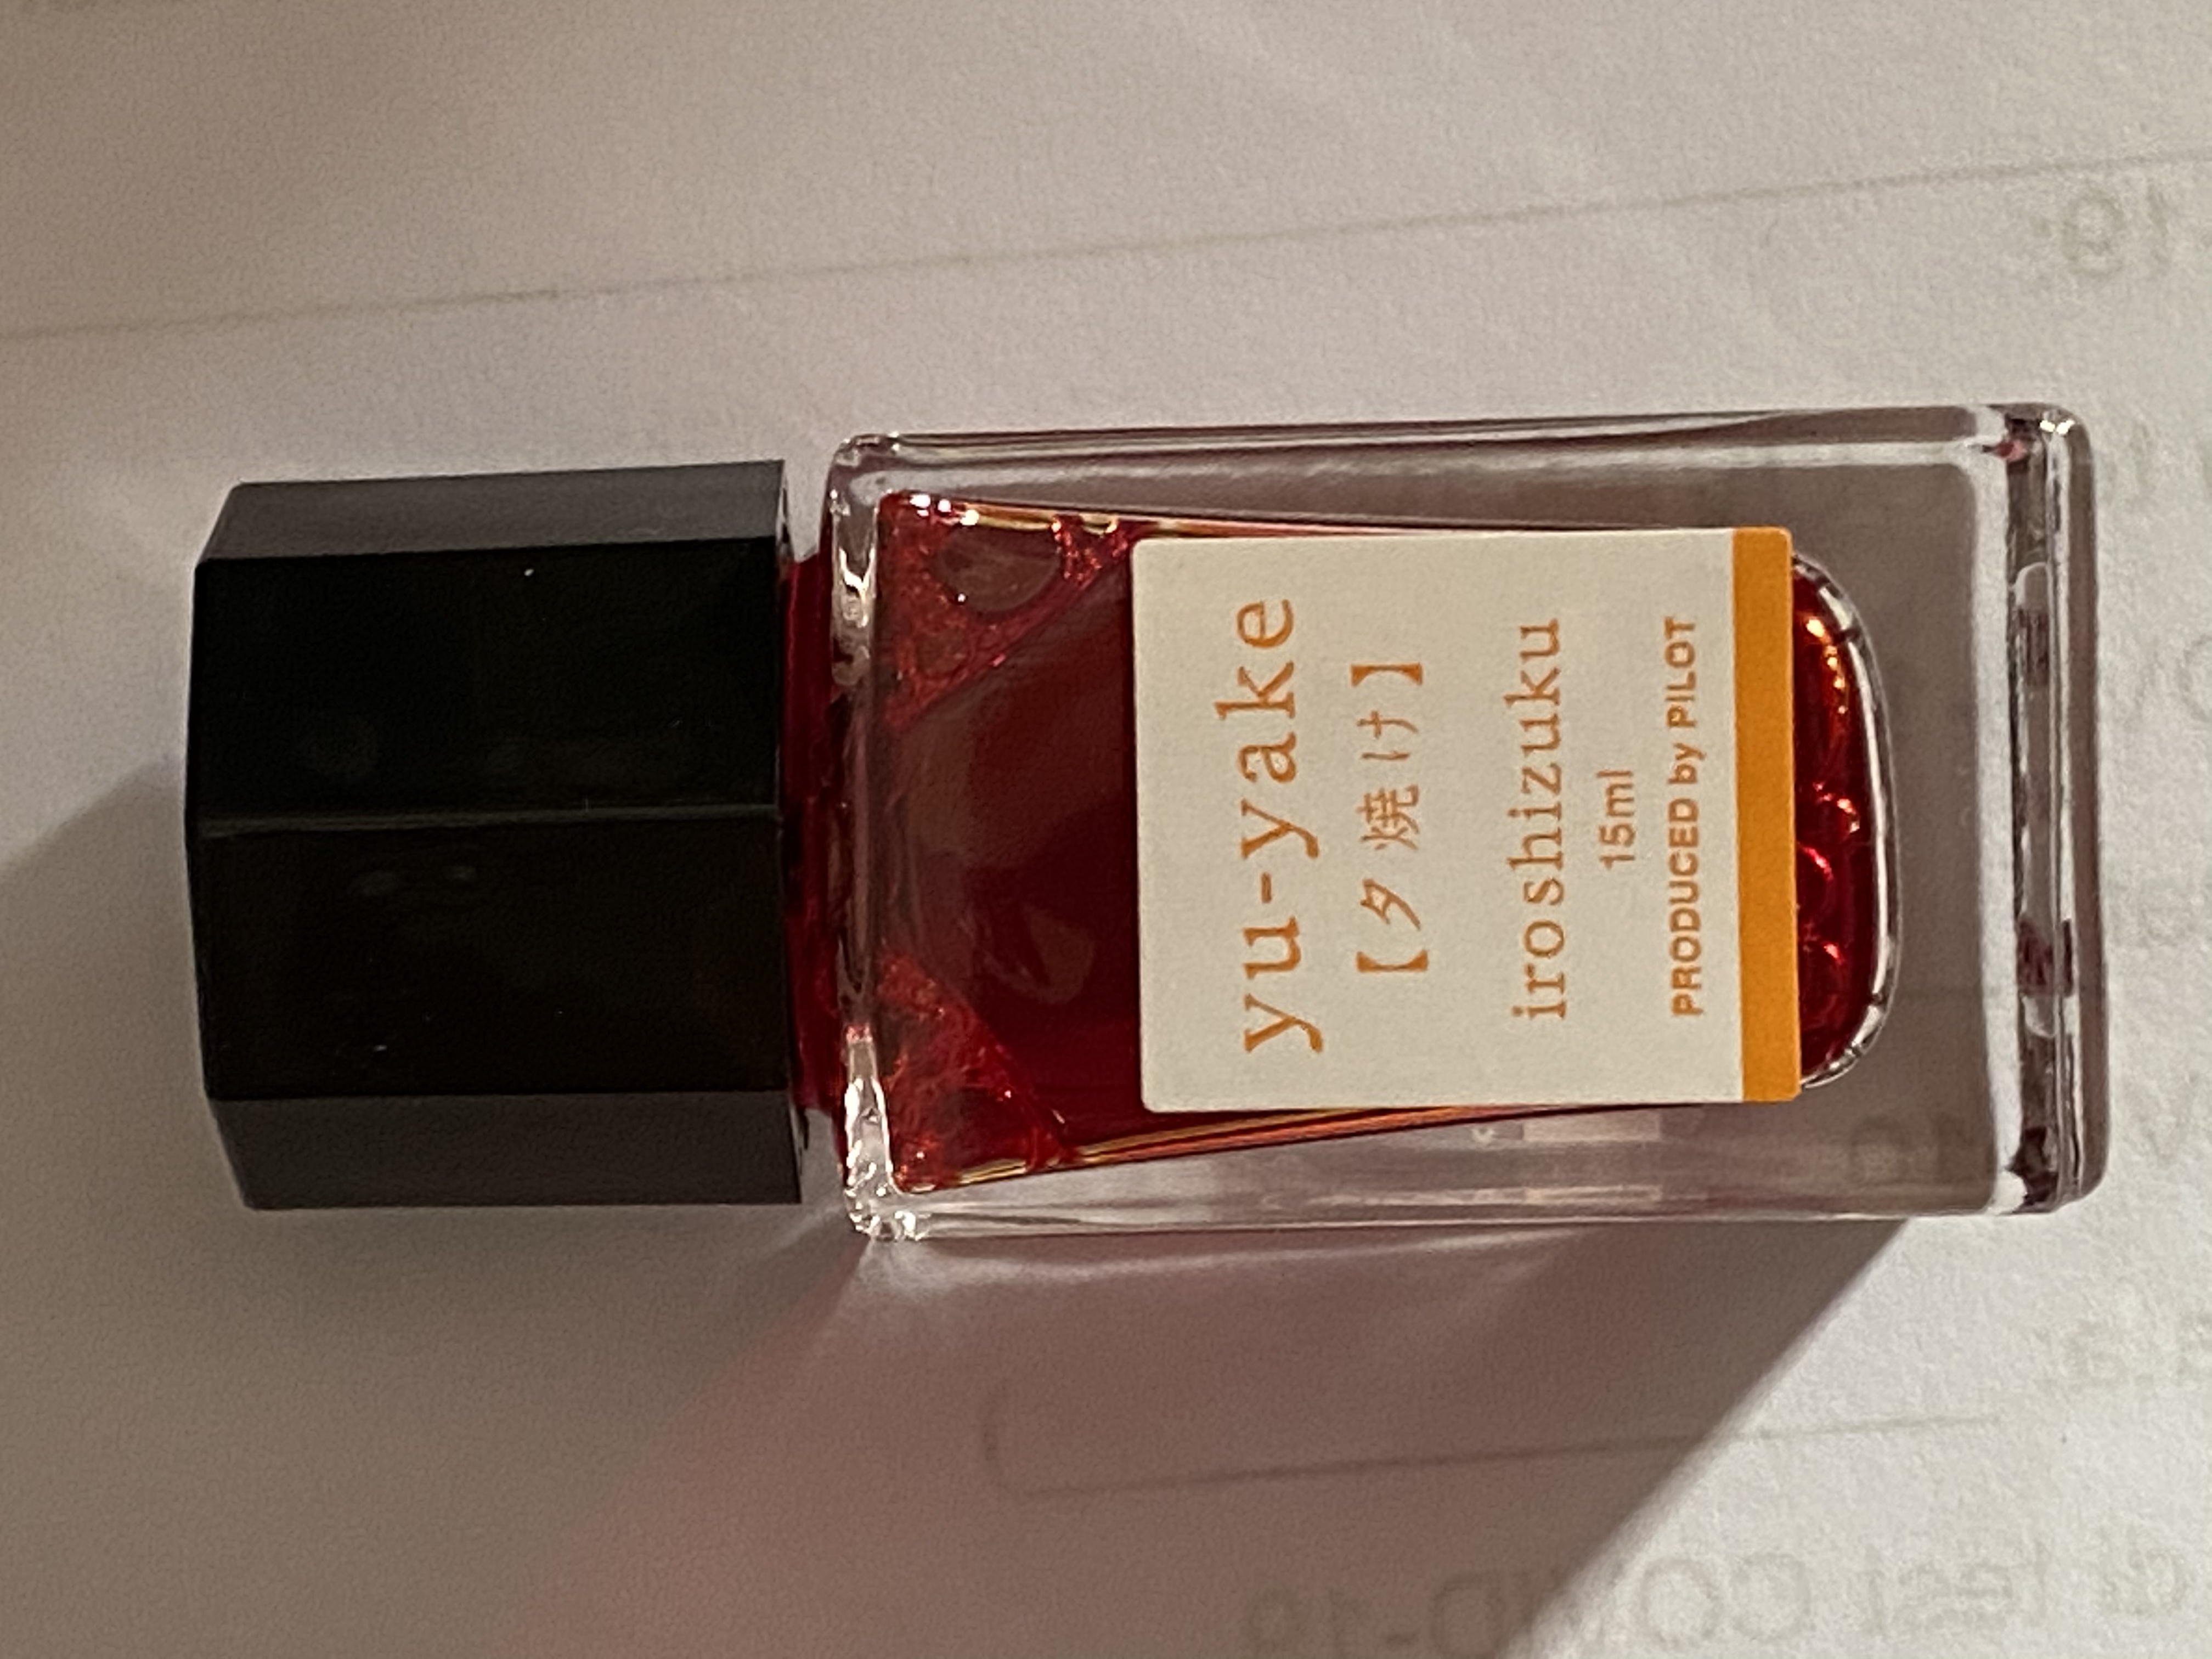 yu-yake
【夕焼け】
iroshizuku
15ml
PRODUCED by PILOT